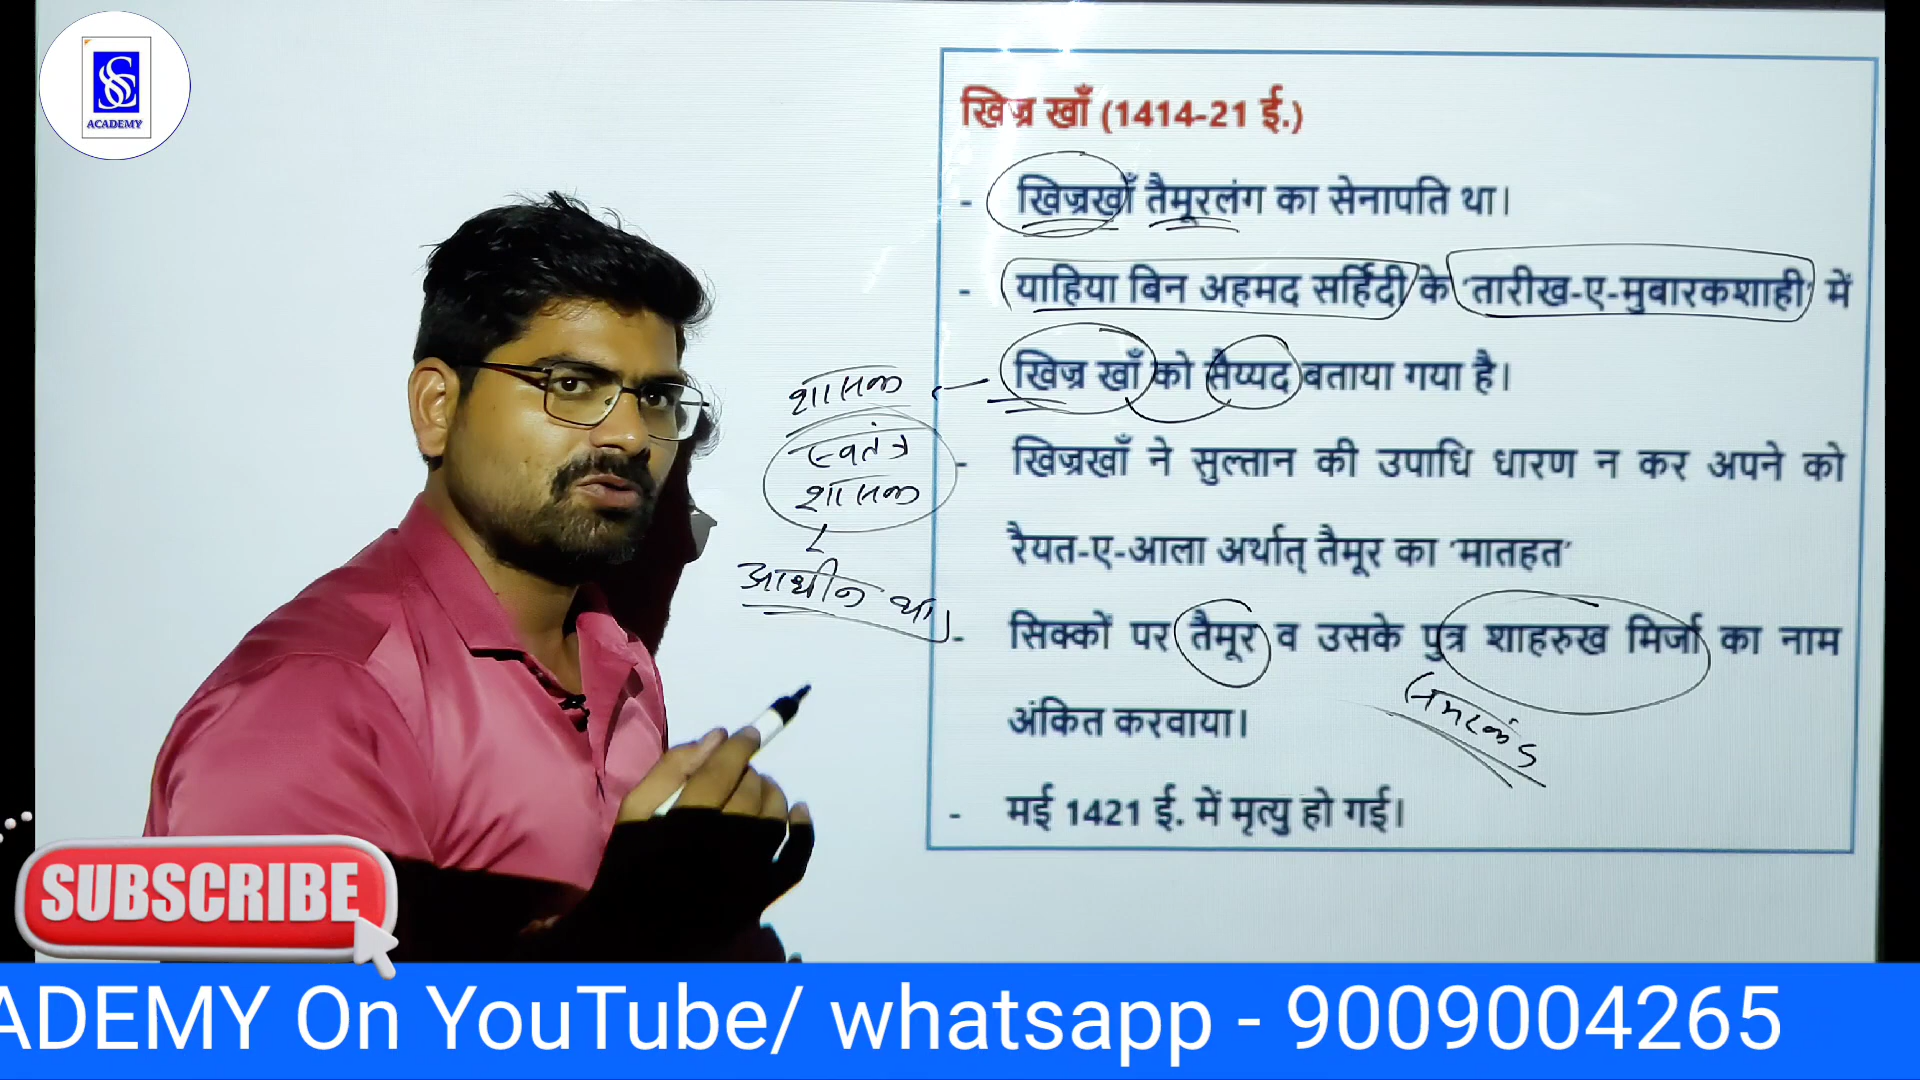 ACADEMY
खिज्र खाँ (1414-21 ई.)
- खिज्रखाँ तैमूरलंग का सेनापति था।
- याहिया बिन अहमद सर्हिदी के 'तारीख-ए-मुबारकशाही' में
खिज्र खाँ को सैय्यद बताया गया है।
- खिज्रखाँ ने सुल्तान की उपाधि धारण न कर अपने को
रैयत-ए-आला अर्थात् तैमूर का 'मातहत'
- सिक्कों पर तैमूर व उसके पुत्र शाहरुख मिर्जा का नाम
अंकित करवाया।
- मई 1421 ई. में मृत्यु हो गई।
शासक
स्वतंत्र
शासक
आधीन था।
समरकंद
SUBSCRIBE
ADEMY On YouTube/ whatsapp - 9009004265